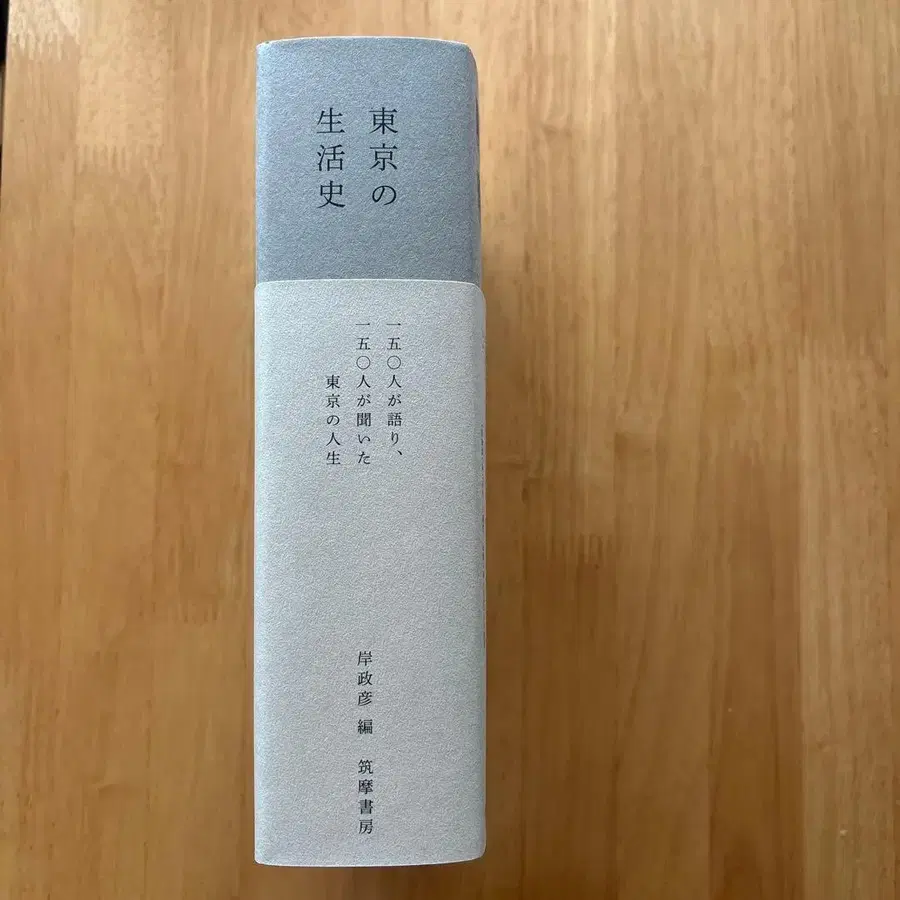 東京の
生活史
一五〇人が語り、
一五〇人が聞いた
東京の人生
岸政彦 編 筑摩書房